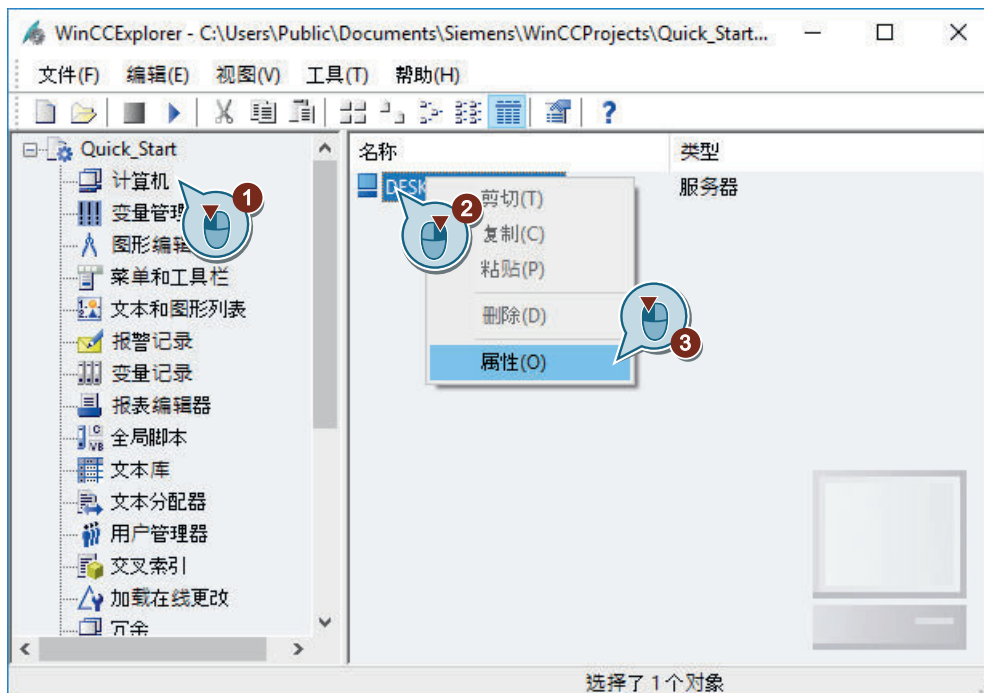 WinCCExplorer - C:\Users\Public\Documents\Siemens\WinCCProjects\Quick_Start...
文件(F) 编辑(E) 视图(V) 工具(T) 帮助(H)
?
Quick_Start
计算机
变量管理
图形编辑
菜单和工具栏
文本和图形列表
报警记录
变量记录
报表编辑器
全局脚本
文本库
文本分配器
用户管理器
交叉索引
加载在线更改
冗余
名称 类型
DESK 服务器
1
2
剪切(T)
复制(C)
粘贴(P)
删除(D)
3
属性(O)
选择了 1 个对象